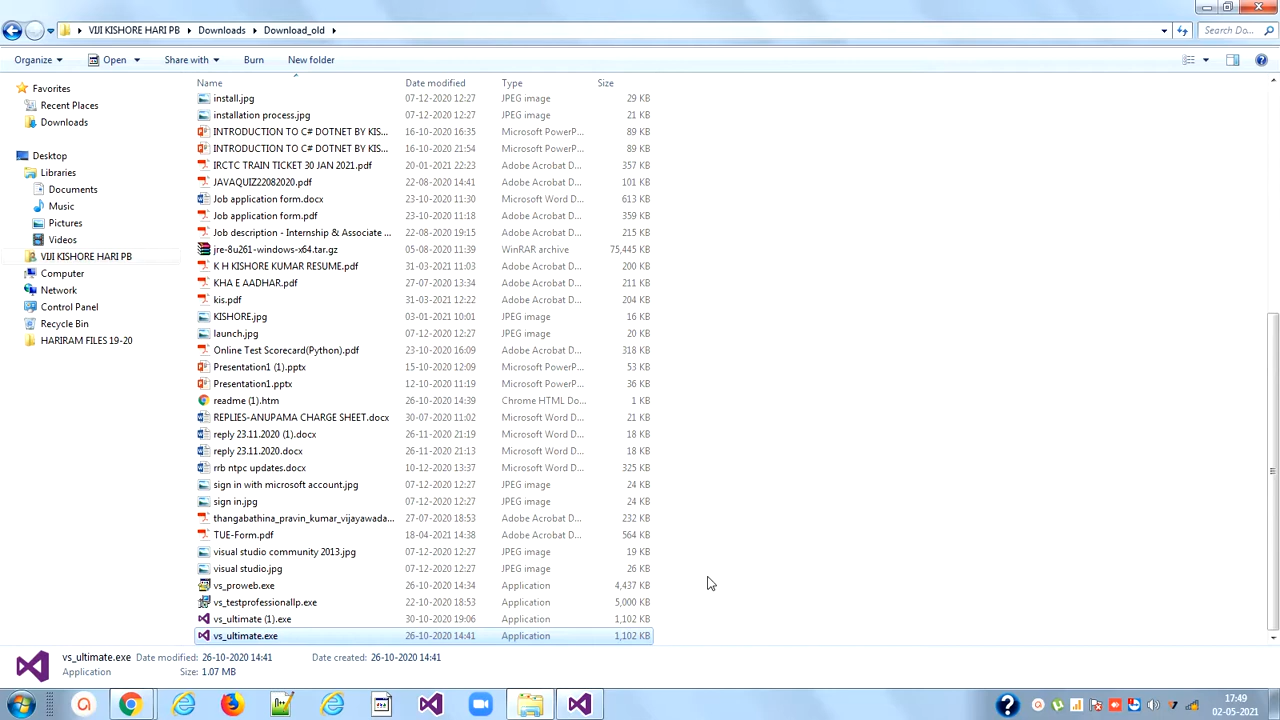 VIJI KISHORE HARI PB Downloads Download_old Search Do...
Organize Open Share with Burn New folder
Name Date modified Type Size
Favorites
Recent Places
Downloads
Desktop
Libraries
Documents
Music
Pictures
Videos
VIJI KISHORE HARI PB
Computer
Network
Control Panel
Recycle Bin
HARIRAM FILES 19-20
install.jpg 07-12-2020 12:27 JPEG image 29 KB
installation process.jpg 07-12-2020 12:27 JPEG image 21 KB
INTRODUCTION TO C# DOTNET BY KIS... 16-10-2020 16:35 Microsoft PowerP... 89 KB
INTRODUCTION TO C# DOTNET BY KIS... 16-10-2020 21:54 Microsoft PowerP... 89 KB
IRCTC TRAIN TICKET 30 JAN 2021.pdf 20-01-2021 22:23 Adobe Acrobat D... 357 KB
JAVAQUIZ22082020.pdf 22-08-2020 14:41 Adobe Acrobat D... 101 KB
Job application form.docx 23-10-2020 11:30 Microsoft Word D... 613 KB
Job application form.pdf 23-10-2020 11:18 Adobe Acrobat D... 359 KB
Job description - Internship & Associate ... 22-08-2020 19:15 Adobe Acrobat D... 215 KB
jre-8u261-windows-x64.tar.gz 05-08-2020 11:39 WinRAR archive 75,445 KB
K H KISHORE KUMAR RESUME.pdf 31-03-2021 11:03 Adobe Acrobat D... 200 KB
KHA E AADHAR.pdf 27-07-2020 13:34 Adobe Acrobat D... 211 KB
kis.pdf 31-03-2021 12:22 Adobe Acrobat D... 204 KB
KISHORE.jpg 03-01-2021 10:01 JPEG image 16 KB
launch.jpg 07-12-2020 12:27 JPEG image 20 KB
Online Test Scorecard(Python).pdf 23-10-2020 16:09 Adobe Acrobat D... 318 KB
Presentation1 (1).pptx 15-10-2020 12:09 Microsoft PowerP... 53 KB
Presentation1.pptx 12-10-2020 11:19 Microsoft PowerP... 36 KB
readme (1).htm 26-10-2020 14:39 Chrome HTML Do... 1 KB
REPLIES-ANUPAMA CHARGE SHEET.docx 30-07-2020 11:02 Microsoft Word D... 21 KB
reply 23.11.2020 (1).docx 26-11-2020 21:19 Microsoft Word D... 18 KB
reply 23.11.2020.docx 26-11-2020 21:13 Microsoft Word D... 18 KB
rrb ntpc updates.docx 10-12-2020 13:37 Microsoft Word D... 325 KB
sign in with microsoft account.jpg 07-12-2020 12:27 JPEG image 24 KB
sign in.jpg 07-12-2020 12:27 JPEG image 24 KB
thangabathina_pravin_kumar_vijayawada... 27-07-2020 18:53 Adobe Acrobat D... 232 KB
TUE-Form.pdf 18-04-2021 14:38 Adobe Acrobat D... 564 KB
visual studio community 2013.jpg 07-12-2020 12:27 JPEG image 19 KB
visual studio.jpg 07-12-2020 12:27 JPEG image 26 KB
vs_proweb.exe 26-10-2020 14:34 Application 4,437 KB
vs_testprofessionallp.exe 22-10-2020 18:53 Application 5,000 KB
vs_ultimate (1).exe 30-10-2020 19:06 Application 1,102 KB
vs_ultimate.exe 26-10-2020 14:41 Application 1,102 KB
vs_ultimate.exe Date modified: 26-10-2020 14:41 Date created: 26-10-2020 14:41
Application Size: 1.07 MB
17:49
02-05-2021